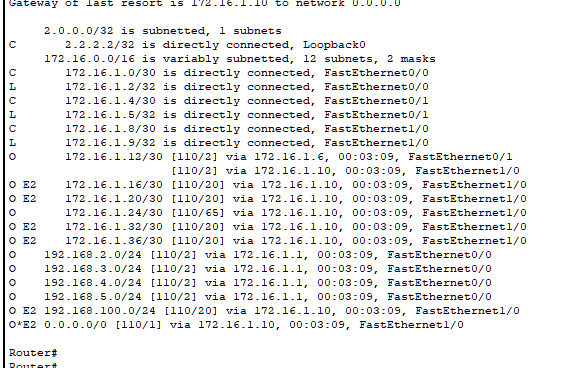 Gateway of last resort is 172.16.1.10 to network 0.0.0.0
2.0.0.0/32 is subnetted, 1 subnets
C 2.2.2.2/32 is directly connected, Loopback0
172.16.0.0/16 is variably subnetted, 12 subnets, 2 masks
C 172.16.1.0/30 is directly connected, FastEthernet0/0
L 172.16.1.2/32 is directly connected, FastEthernet0/0
C 172.16.1.4/30 is directly connected, FastEthernet0/1
L 172.16.1.5/32 is directly connected, FastEthernet0/1
C 172.16.1.8/30 is directly connected, FastEthernet1/0
L 172.16.1.9/32 is directly connected, FastEthernet1/0
O 172.16.1.12/30 [110/2] via 172.16.1.6, 00:03:09, FastEthernet0/1
[110/2] via 172.16.1.10, 00:03:09, FastEthernet1/0
O E2 172.16.1.16/30 [110/20] via 172.16.1.10, 00:03:09, FastEthernet1/0
O E2 172.16.1.20/30 [110/20] via 172.16.1.10, 00:03:09, FastEthernet1/0
O 172.16.1.24/30 [110/65] via 172.16.1.10, 00:03:09, FastEthernet1/0
O E2 172.16.1.32/30 [110/20] via 172.16.1.10, 00:03:09, FastEthernet1/0
O E2 172.16.1.36/30 [110/20] via 172.16.1.10, 00:03:09, FastEthernet1/0
O 192.168.2.0/24 [110/2] via 172.16.1.1, 00:03:09, FastEthernet0/0
O 192.168.3.0/24 [110/2] via 172.16.1.1, 00:03:09, FastEthernet0/0
O 192.168.4.0/24 [110/2] via 172.16.1.1, 00:03:09, FastEthernet0/0
O 192.168.5.0/24 [110/2] via 172.16.1.1, 00:03:09, FastEthernet0/0
O E2 192.168.100.0/24 [110/20] via 172.16.1.10, 00:03:09, FastEthernet1/0
O*E2 0.0.0.0/0 [110/1] via 172.16.1.10, 00:03:09, FastEthernet1/0
Router#
Router#